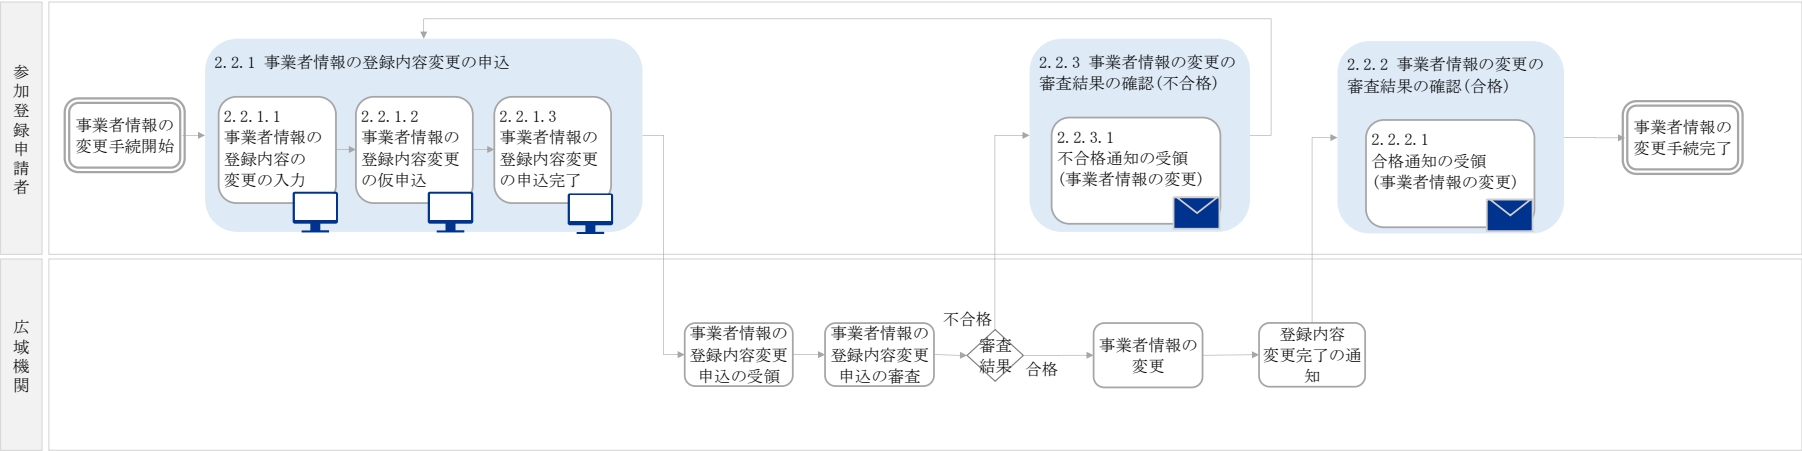 参加登録申請者
事業者情報の
変更手続開始
2.2.1 事業者情報の登録内容変更の申込
2.2.1.1
事業者情報の
登録内容の
変更の入力
2.2.1.2
事業者情報の
登録内容変更
の仮申込
2.2.1.3
事業者情報の
登録内容変更
の申込完了
2.2.3 事業者情報の変更の
審査結果の確認(不合格)
2.2.3.1
不合格通知の受領
(事業者情報の変更)
2.2.2 事業者情報の変更の
審査結果の確認(合格)
2.2.2.1
合格通知の受領
(事業者情報の変更)
事業者情報の
変更手続完了
広域機関
事業者情報の
登録内容変更
申込の受領
事業者情報の
登録内容変更
申込の審査
不合格
審査
結果
合格
事業者情報の
変更
登録内容
変更完了の通
知